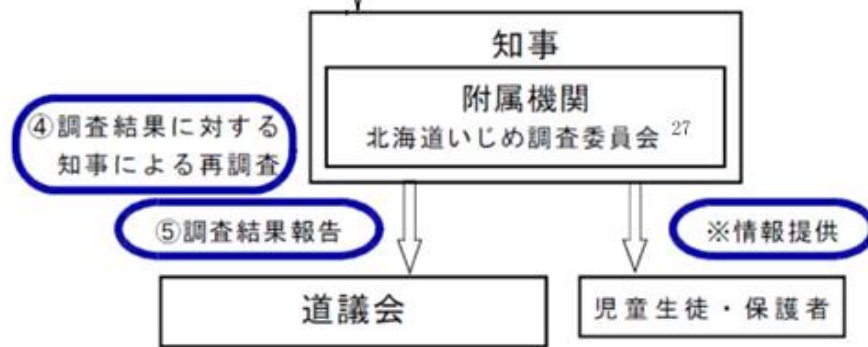 知事
附属機関
北海道いじめ調査委員会 27
④調査結果に対する
知事による再調査
⑤調査結果報告
※情報提供
道議会
児童生徒・保護者